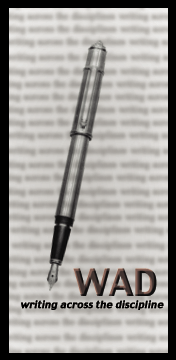 WAD
writing across the discipline